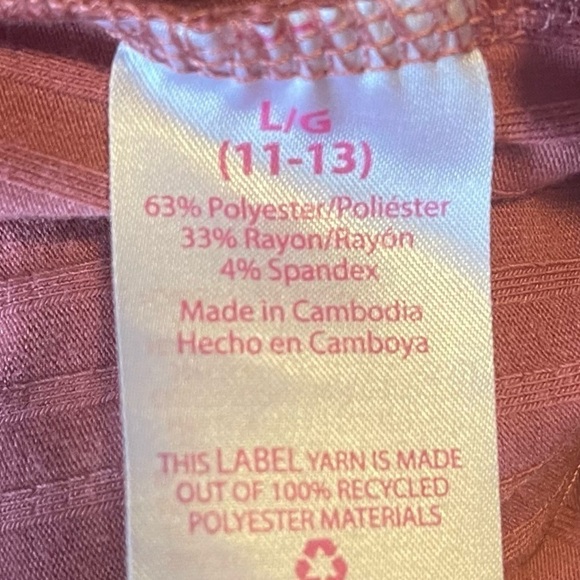 L/G
(11-13)
63% Polyester/Poliéster
33% Rayon/Rayón
4% Spandex
Made in Cambodia
Hecho en Camboya
THIS LABEL YARN IS MADE
OUT OF 100% RECYCLED
POLYESTER MATERIALS